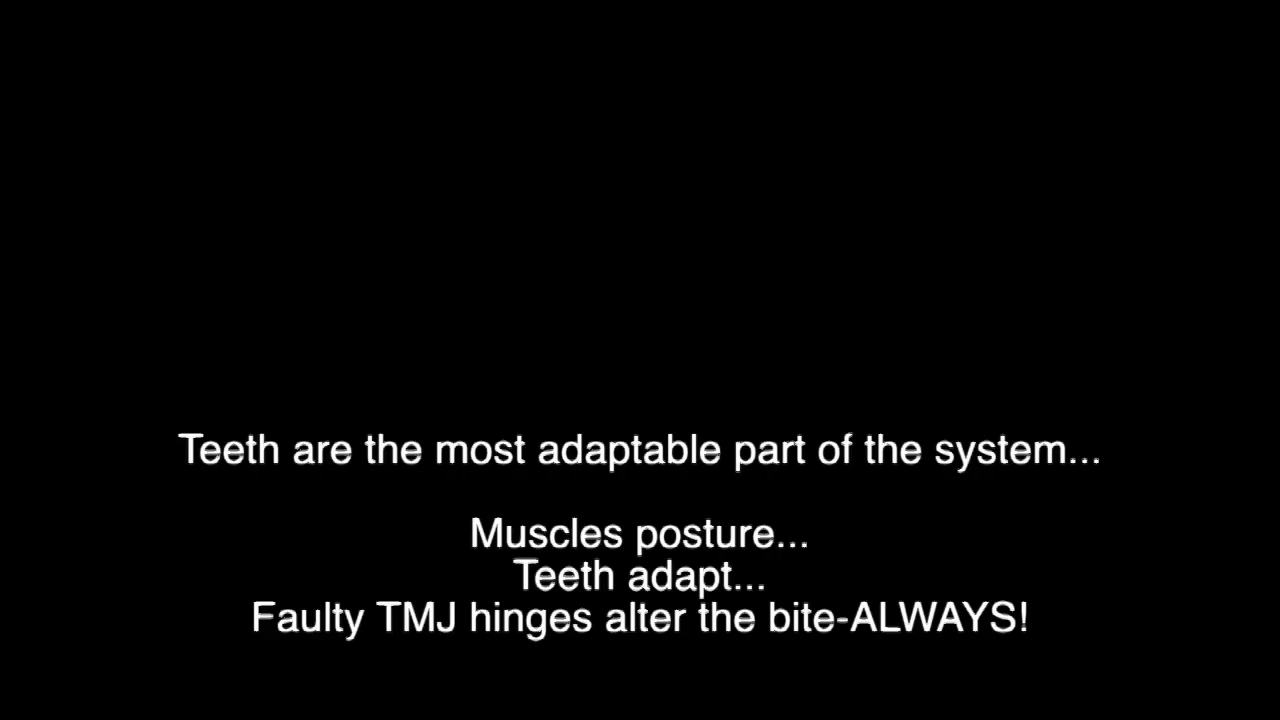 Teeth are the most adaptable part of the system...
Muscles posture...
Teeth adapt...
Faulty TMJ hinges alter the bite-ALWAYS!